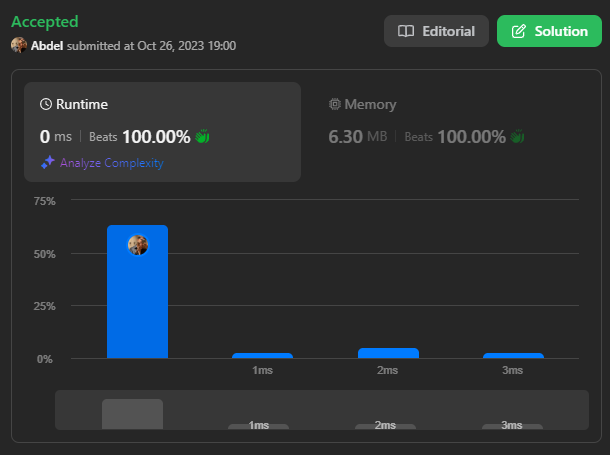 Accepted
Editorial
Solution
Abdel submitted at Oct 26, 2023 19:00
Runtime
Memory
0 ms Beats 100.00%
6.30 MB Beats 100.00%
Analyze Complexity
75%
50%
25%
0%
1ms 2ms 3ms
1ms 2ms 3ms